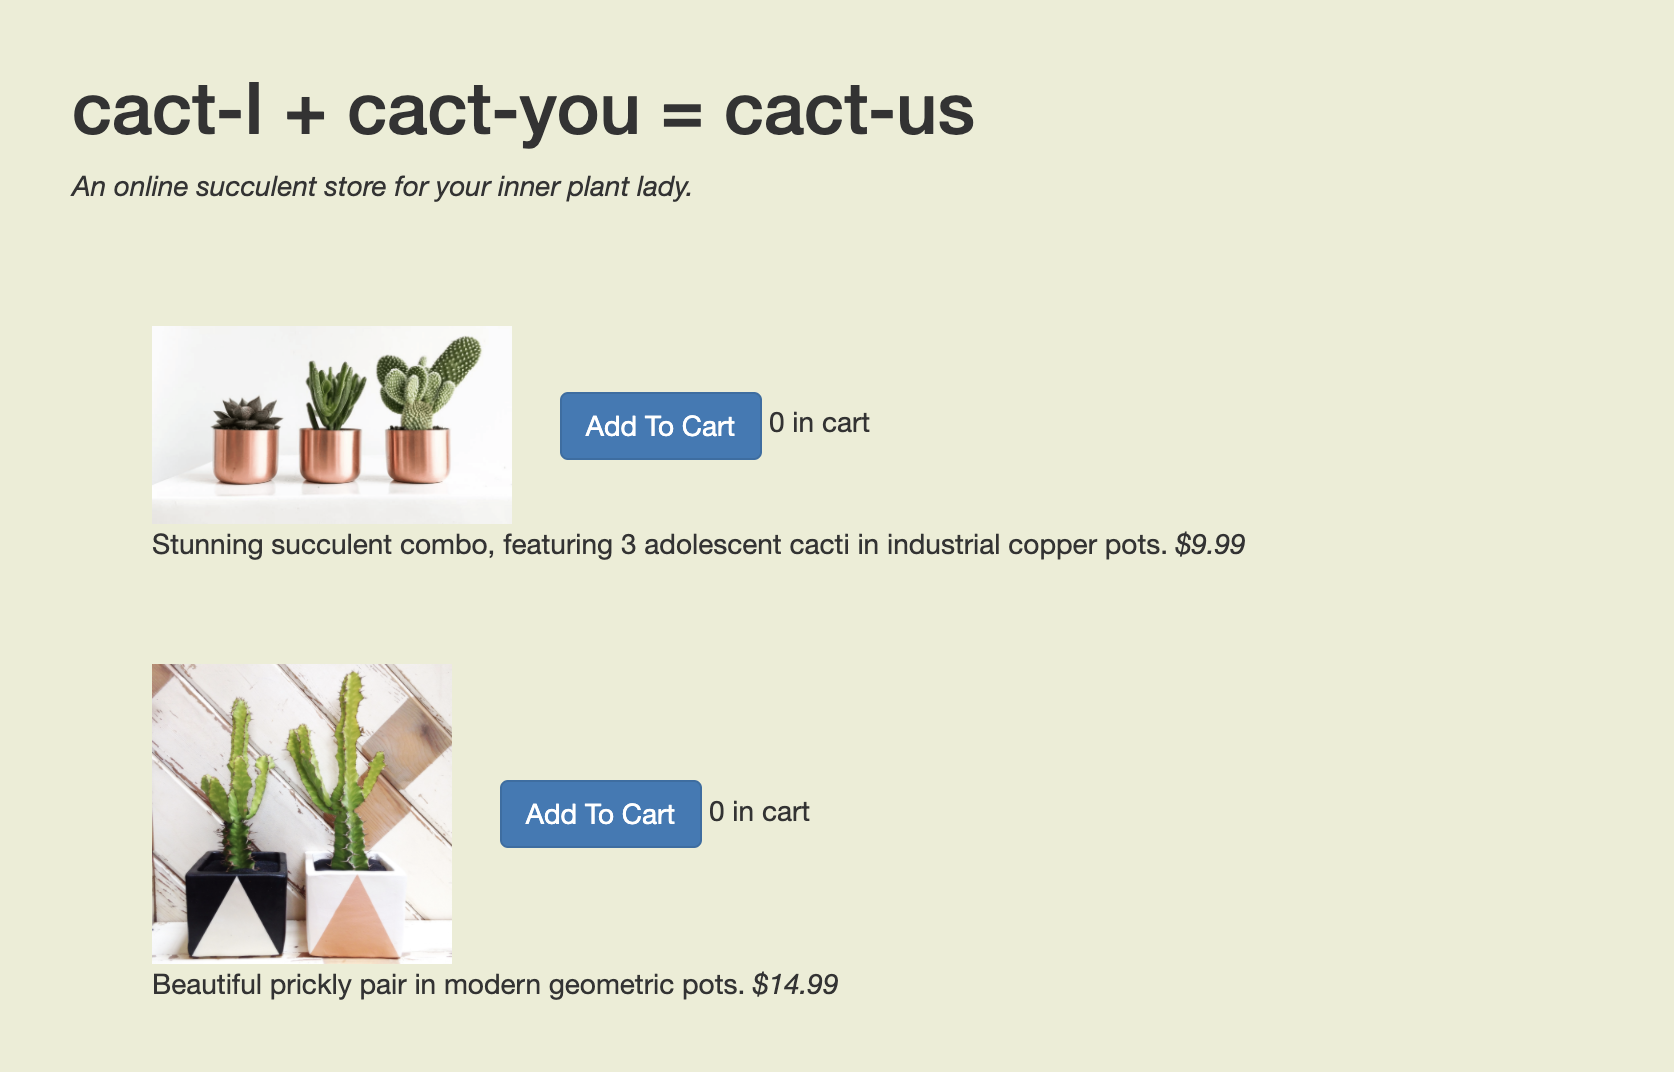 cact-I + cact-you = cact-us
An online succulent store for your inner plant lady.
Add To Cart 0 in cart
Stunning succulent combo, featuring 3 adolescent cacti in industrial copper pots. $9.99
Add To Cart 0 in cart
Beautiful prickly pair in modern geometric pots. $14.99